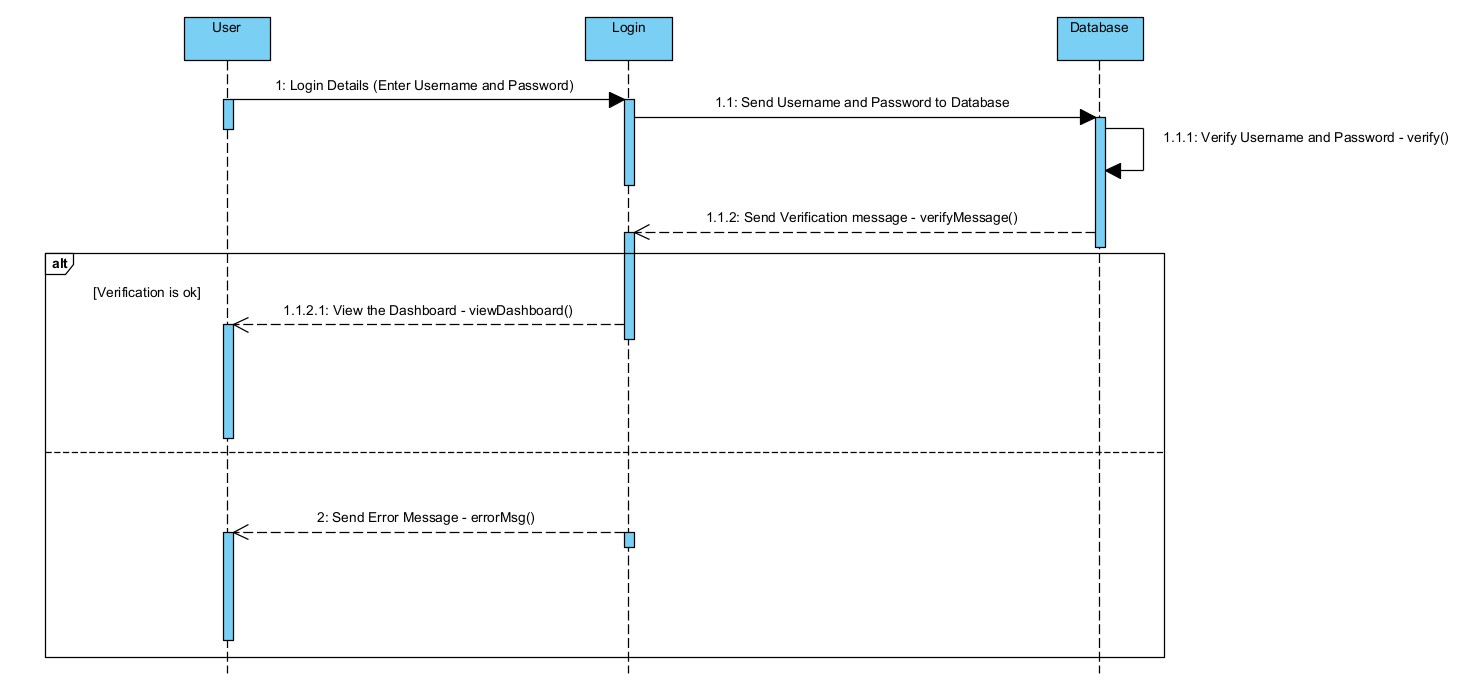 User
Login
Database
1: Login Details (Enter Username and Password)
1.1: Send Username and Password to Database
1.1.1: Verify Username and Password - verify()
1.1.2: Send Verification message - verifyMessage()
alt
[Verification is ok]
1.1.2.1: View the Dashboard - viewDashboard()
2: Send Error Message - errorMsg()